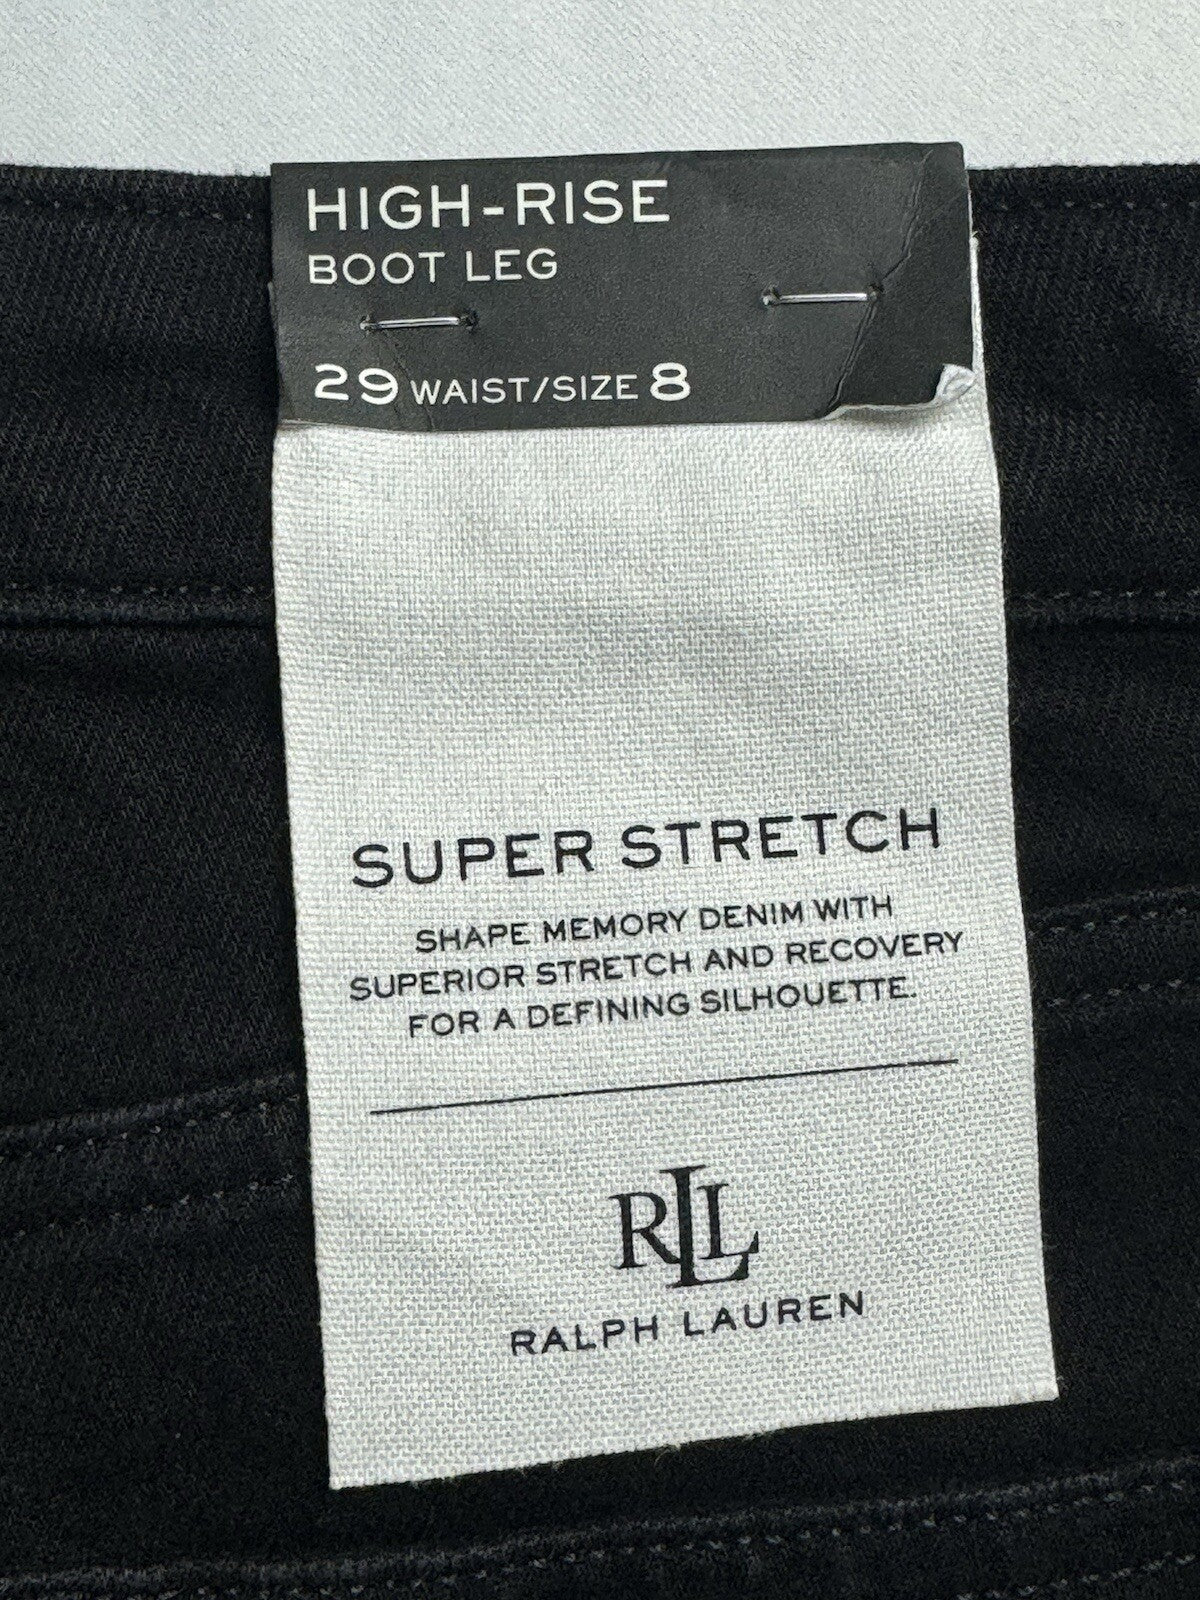 HIGH-RISE
BOOT LEG
29 WAIST/SIZE 8
SUPER STRETCH
SHAPE MEMORY DENIM WITH
SUPERIOR STRETCH AND RECOVERY
FOR A DEFINING SILHOUETTE.
RLL
RALPH LAUREN